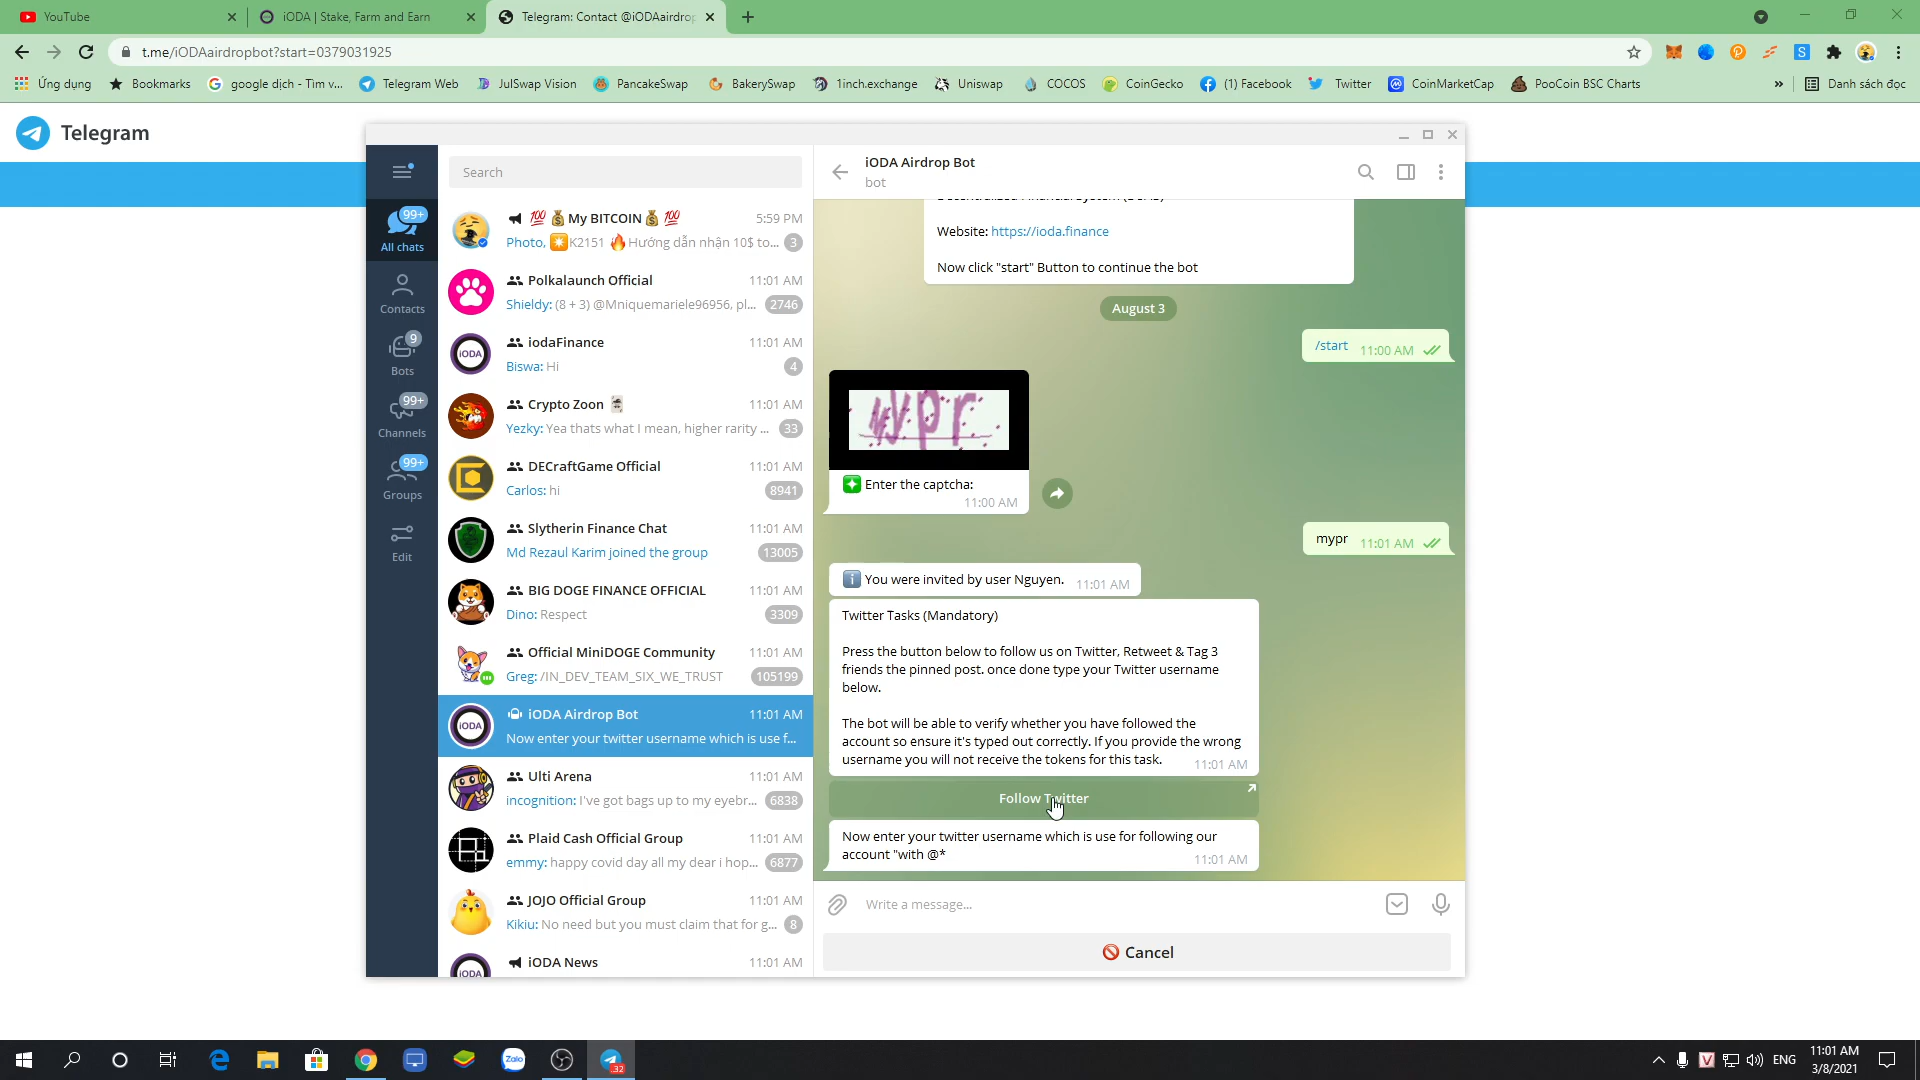 YouTube
iODA | Stake, Farm and Earn
Telegram: Contact @iODAairdrop
t.me/iODAairdropbot?start=0379031925
Ứng dụng
Bookmarks
google dịch - Tìm v...
Telegram Web
JulSwap Vision
PancakeSwap
BakerySwap
1inch.exchange
Uniswap
COCOS
CoinGecko
(1) Facebook
Twitter
CoinMarketCap
PooCoin BSC Charts
»
Danh sách đọc
Telegram
Search
99+
All chats
Contacts
9
Bots
99+
Channels
99+
Groups
Edit
💯💰My BITCOIN💰💯 5:59 PM
Photo, 💥K2151 🔥Hướng dẫn nhận 10$ to... 3
Polkalaunch Official 11:01 AM
Shieldy: (8 + 3) @Mniquemariele96956, pl... 2746
iODA
iodaFinance 11:01 AM
Biswa: Hi 4
Crypto Zoon 🃏 11:01 AM
Yezky: Yea thats what I mean, higher rarity ... 33
DECraftGame Official 11:01 AM
Carlos: hi 8941
Slytherin Finance Chat 11:01 AM
Md Rezaul Karim joined the group 13005
BIG DOGE FINANCE OFFICIAL 11:01 AM
Dino: Respect 3309
Official MiniDOGE Community 11:01 AM
Greg: /IN_DEV_TEAM_SIX_WE_TRUST 105199
iODA
iODA Airdrop Bot 11:01 AM
Now enter your twitter username which is use f...
Ulti Arena 11:01 AM
incognition: I've got bags up to my eyebr... 6838
Plaid Cash Official Group 11:01 AM
emmy: happy covid day all my dear i hop... 6877
JOJO Official Group 11:01 AM
Kikiu: No need but you must claim that for g... 8
iODA
iODA News 11:01 AM
iODA Airdrop Bot
bot
Website: https://ioda.finance
Now click "start" Button to continue the bot
August 3
/start 11:00 AM
Enter the captcha:
11:00 AM
mypr 11:01 AM
You were invited by user Nguyen. 11:01 AM
Twitter Tasks (Mandatory)
Press the button below to follow us on Twitter, Retweet & Tag 3
friends the pinned post. once done type your Twitter username
below.
The bot will be able to verify whether you have followed the
account so ensure it's typed out correctly. If you provide the wrong
username you will not receive the tokens for this task. 11:01 AM
Follow Twitter
Now enter your twitter username which is use for following our
account "with @*
11:01 AM
Write a message...
🚫 Cancel
Zalo
32
V
ENG
11:01 AM
3/8/2021